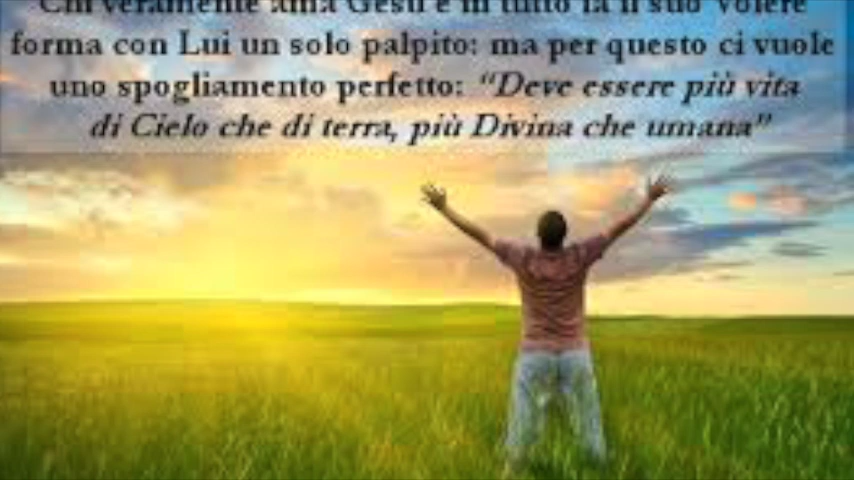 Chi veramente ama Gesù e in tutto fa il suo Volere
forma con Lui un solo palpito: ma per questo ci vuole
uno spogliamento perfetto: “Deve essere più vita
di Cielo che di terra, più Divina che umana”